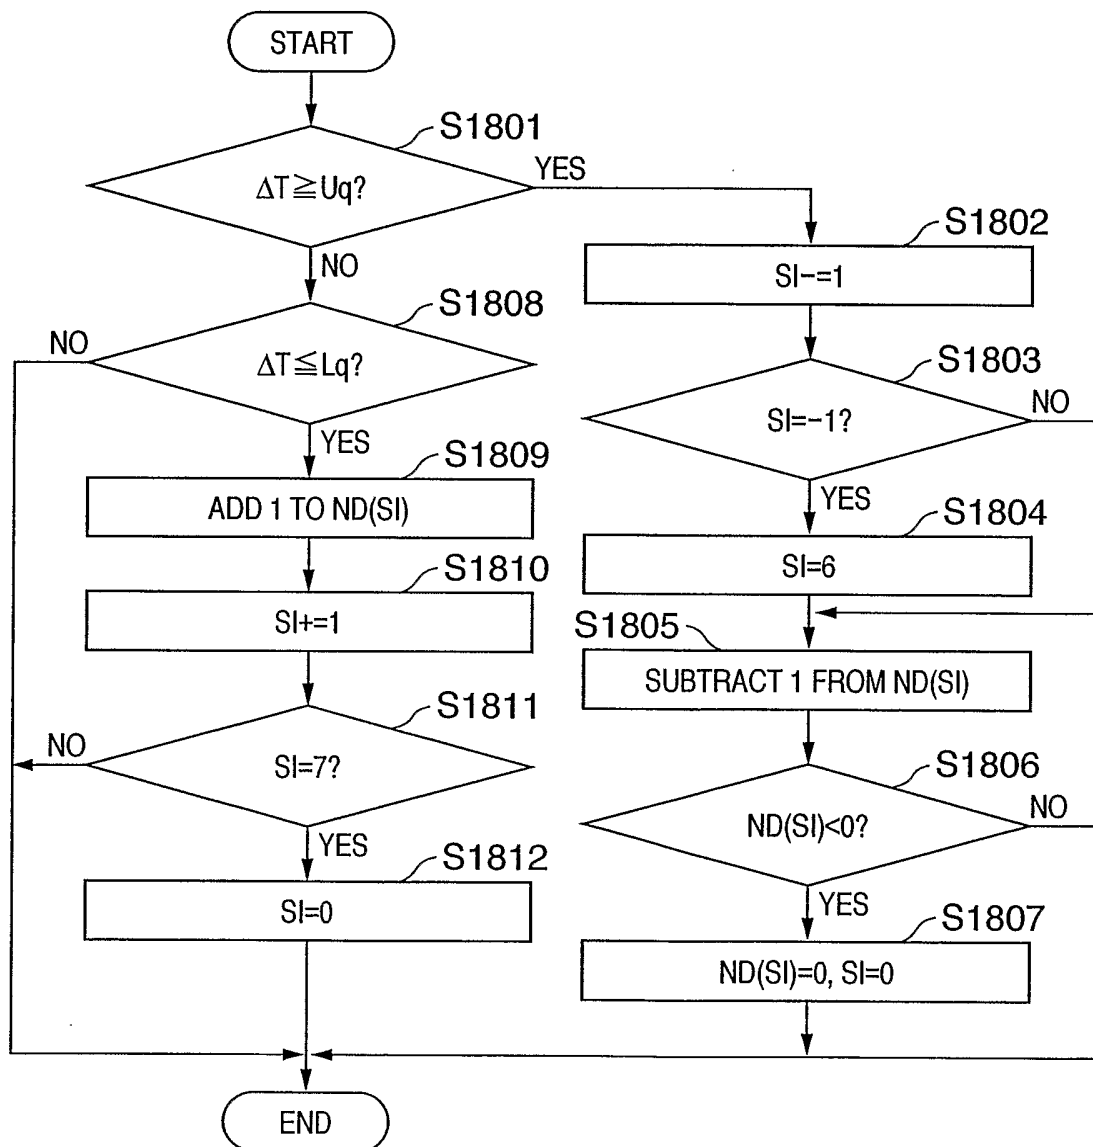 START
S1801
ΔT≧Uq?
YES
NO
S1802
SI−=1
S1808
ΔT≦Lq?
NO
YES
S1803
SI=−1?
NO
YES
S1809
ADD 1 TO ND(SI)
S1804
SI=6
S1810
SI+=1
S1805
SUBTRACT 1 FROM ND(SI)
S1811
SI=7?
NO
YES
S1806
ND(SI)<0?
NO
YES
S1812
SI=0
S1807
ND(SI)=0, SI=0
END